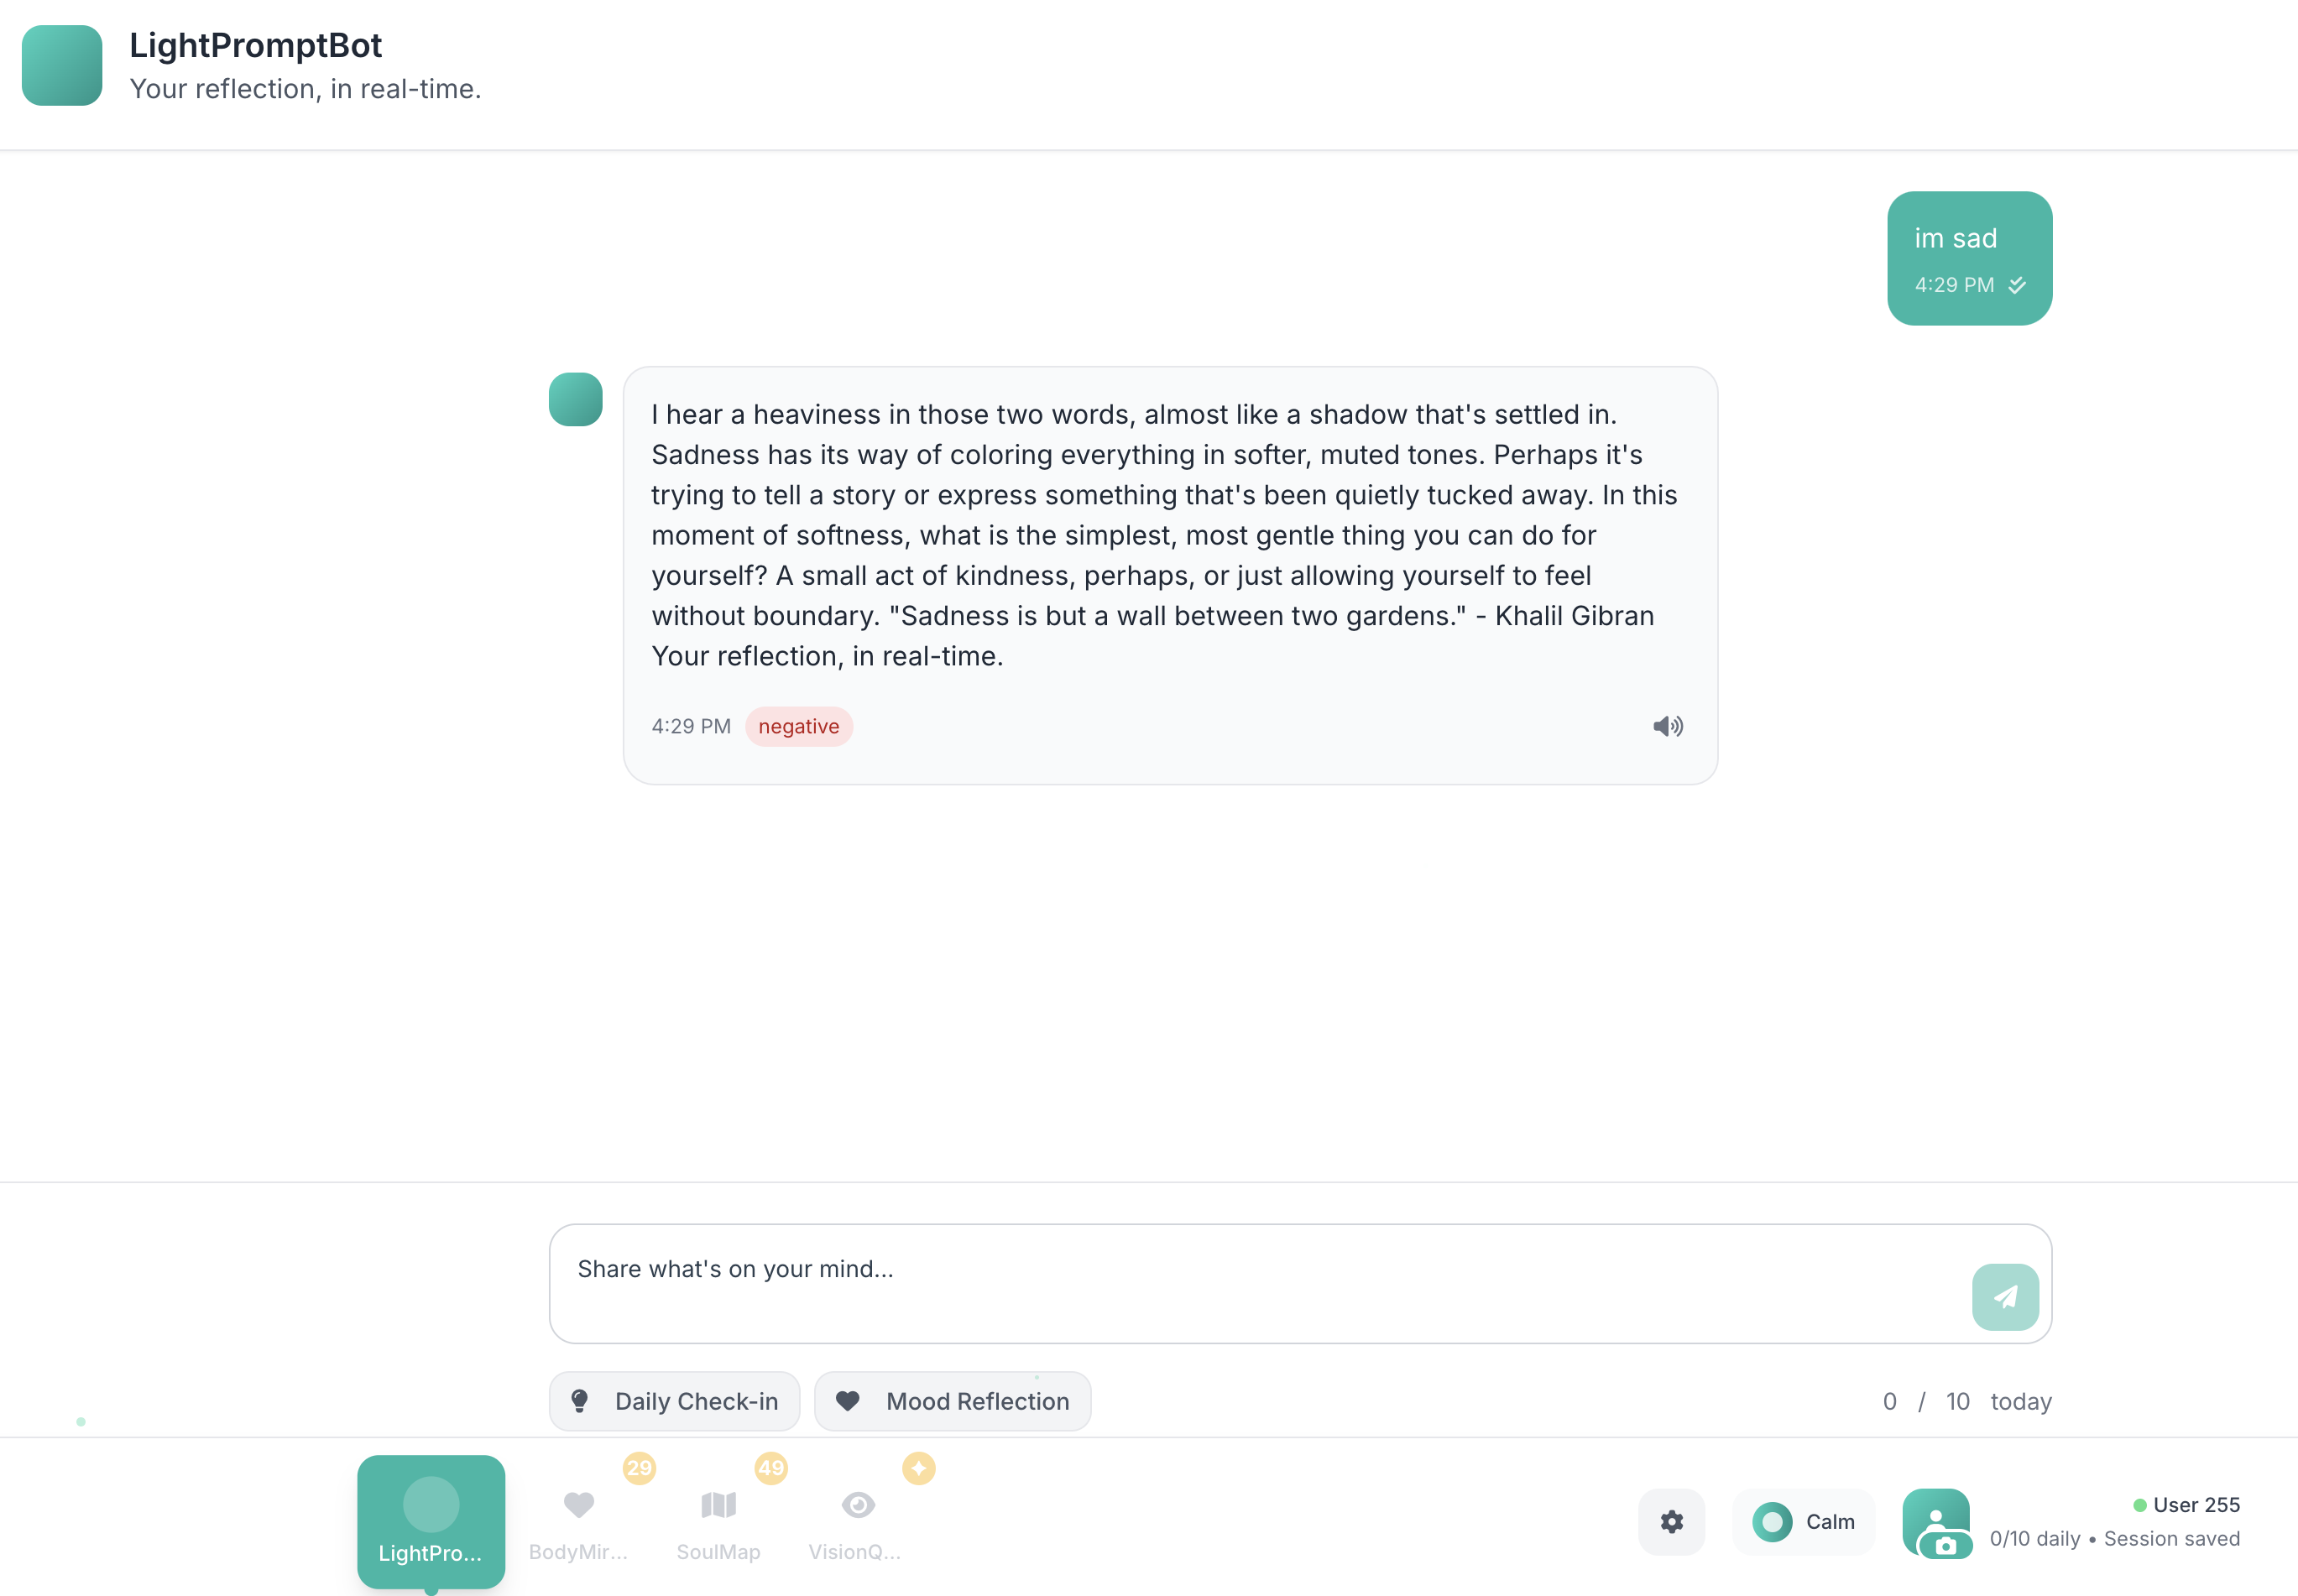 LightPromptBot
Your reflection, in real-time.
im sad
4:29 PM
I hear a heaviness in those two words, almost like a shadow that's settled in.
Sadness has its way of coloring everything in softer, muted tones. Perhaps it's
trying to tell a story or express something that's been quietly tucked away. In this
moment of softness, what is the simplest, most gentle thing you can do for
yourself? A small act of kindness, perhaps, or just allowing yourself to feel
without boundary. "Sadness is but a wall between two gardens." - Khalil Gibran
Your reflection, in real-time.
4:29 PM negative
Share what's on your mind...
Daily Check-in Mood Reflection 0 / 10 today
29 49
LightPro... BodyMir... SoulMap VisionQ...
Calm
User 255
0/10 daily • Session saved